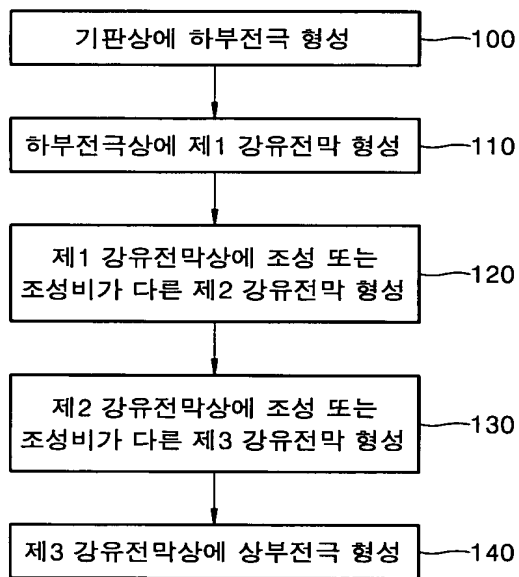 기판상에 하부전극 형성
100
하부전극상에 제1 강유전막 형성
110
제1 강유전막상에 조성 또는
조성비가 다른 제2 강유전막 형성
120
제2 강유전막상에 조성 또는
조성비가 다른 제3 강유전막 형성
130
제3 강유전막상에 상부전극 형성
140